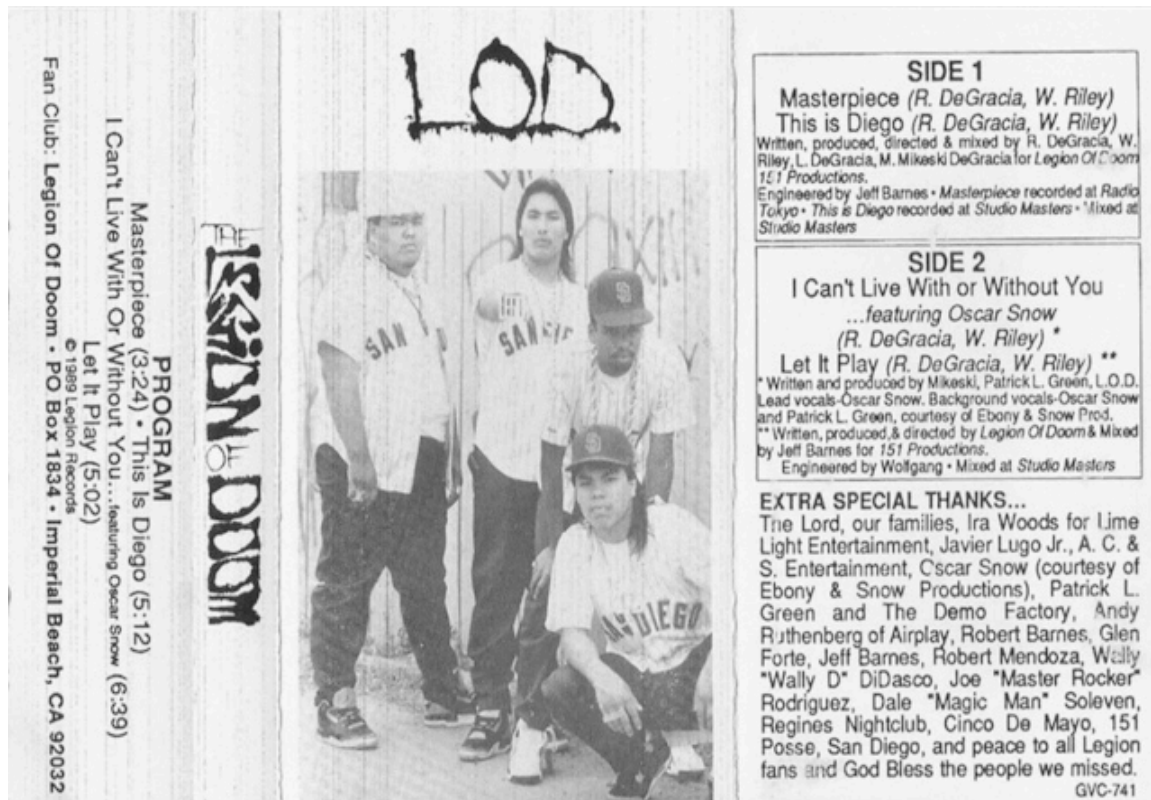 Fan Club: Legion Of Doom • PO Box 1834 • Imperial Beach, CA 92032
PROGRAM
Masterpiece (3:24) • This Is Diego (5:12)
I Can't Live With Or Without You...featuring Oscar Snow (6:39)
Let It Play (5:02)
© 1989 Legion Records
THE LEGION OF DOOM
LOD
SAN
SAN DIE
S
SD
SAN DIEGO
SIDE 1
Masterpiece (R. DeGracia, W. Riley)
This is Diego (R. DeGracia, W. Riley)
Written, produced, directed & mixed by R. DeGracia, W.
Riley, L. DeGracia, M. Mikeski DeGracia for Legion Of Doom
151 Productions.
Engineered by Jeff Barnes • Masterpiece recorded at Radio
Tokyo • This is Diego recorded at Studio Masters • Mixed at
Studio Masters
SIDE 2
I Can't Live With or Without You
...featuring Oscar Snow
(R. DeGracia, W. Riley) *
Let It Play (R. DeGracia, W. Riley) **
* Written and produced by Mikeski, Patrick L. Green, L.O.D.
Lead vocals-Oscar Snow. Background vocals-Oscar Snow
and Patrick L. Green, courtesy of Ebony & Snow Prod.
** Written, produced,& directed by Legion Of Doom & Mixed
by Jeff Barnes for 151 Productions.
Engineered by Wolfgang • Mixed at Studio Masters
EXTRA SPECIAL THANKS...
The Lord, our families, Ira Woods for Lime
Light Entertainment, Javier Lugo Jr., A. C. &
S. Entertainment, Oscar Snow (courtesy of
Ebony & Snow Productions), Patrick L.
Green and The Demo Factory, Andy
Ruthenberg of Airplay, Robert Barnes, Glen
Forte, Jeff Barnes, Robert Mendoza, Wally
"Wally D" DiDasco, Joe "Master Rocker"
Rodriguez, Dale "Magic Man" Soleven,
Regines Nightclub, Cinco De Mayo, 151
Posse, San Diego, and peace to all Legion
fans and God Bless the people we missed.
GVC-741